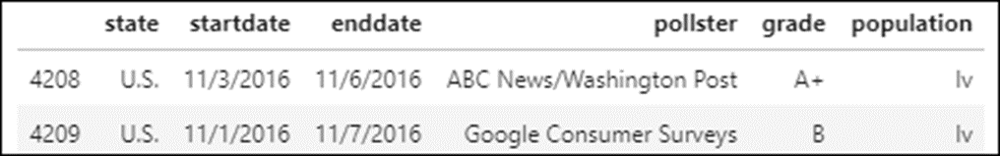 state startdate enddate pollster grade population
4208 U.S. 11/3/2016 11/6/2016 ABC News/Washington Post A+ lv
4209 U.S. 11/1/2016 11/7/2016 Google Consumer Surveys B lv